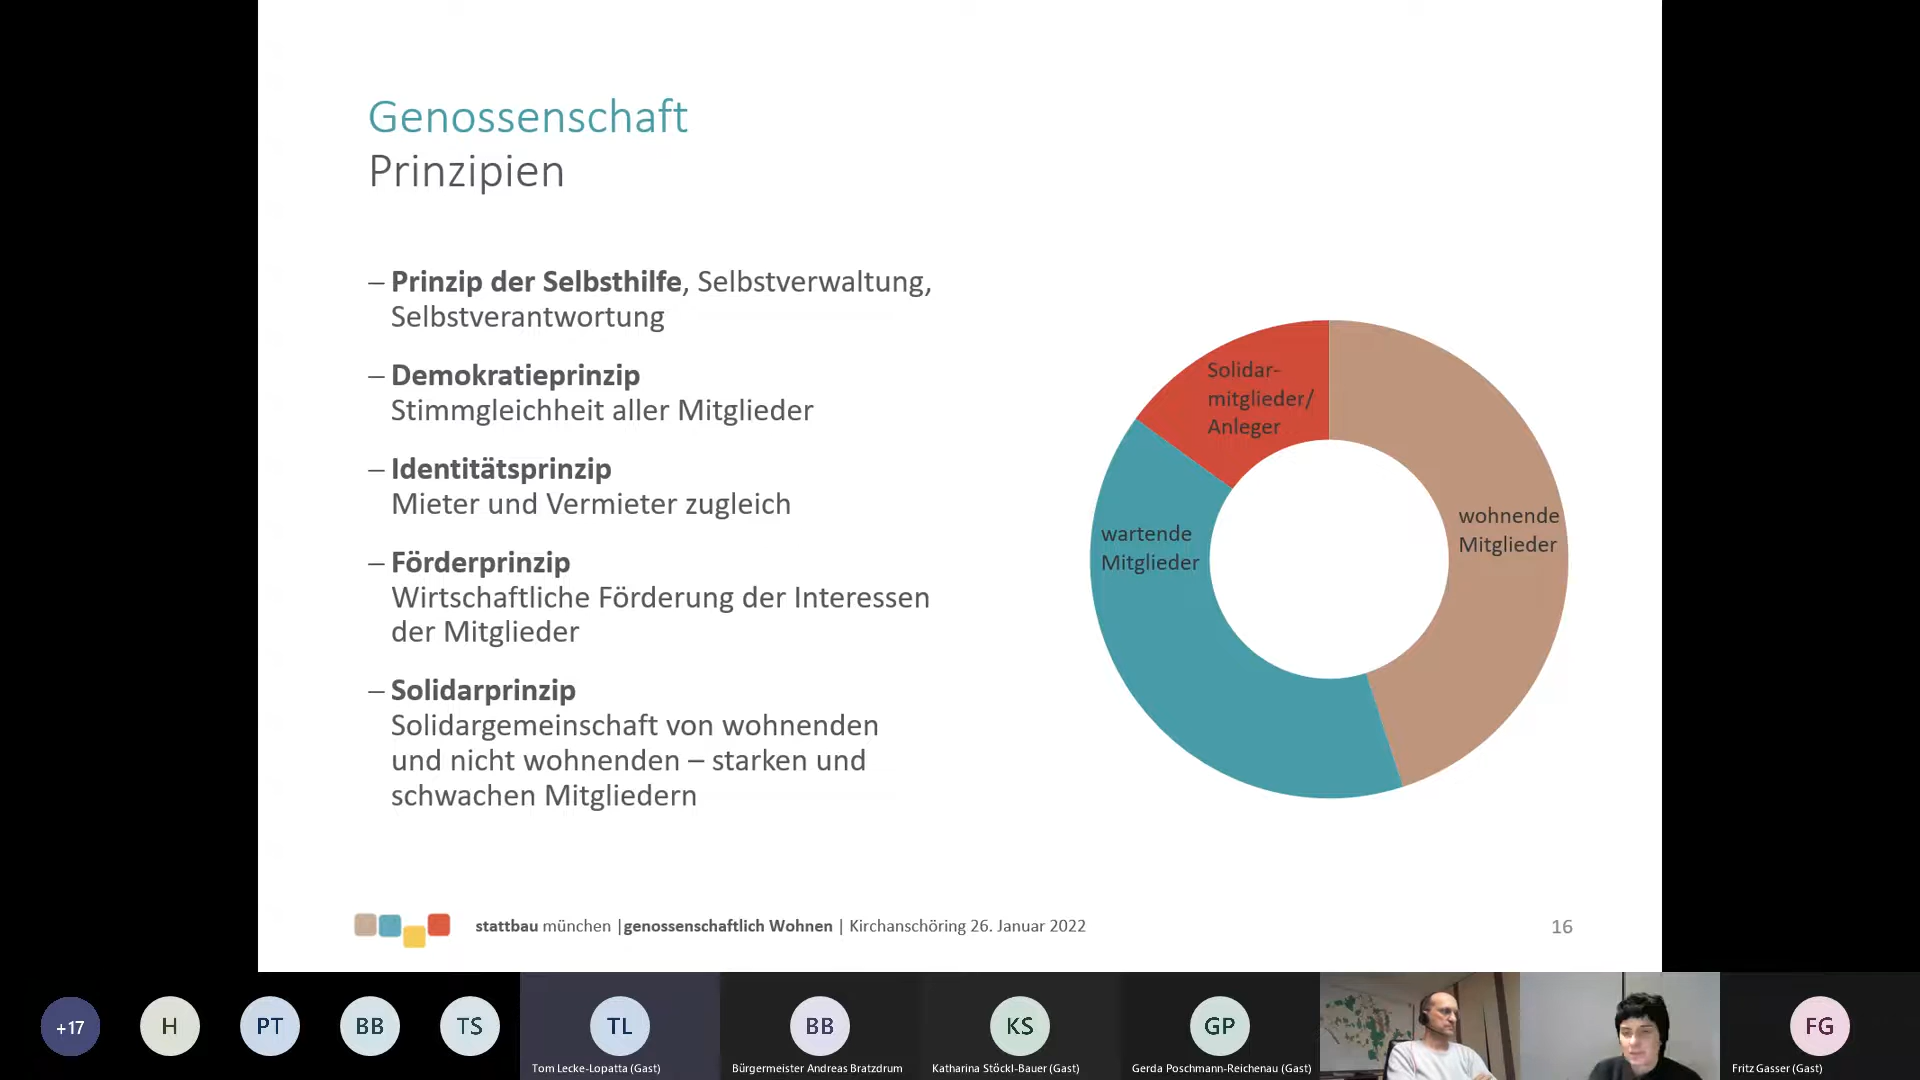 Genossenschaft
Prinzipien
– Prinzip der Selbsthilfe, Selbstverwaltung,
Selbstverantwortung
– Demokratieprinzip
Stimmgleichheit aller Mitglieder
– Identitätsprinzip
Mieter und Vermieter zugleich
– Förderprinzip
Wirtschaftliche Förderung der Interessen
der Mitglieder
– Solidarprinzip
Solidargemeinschaft von wohnenden
und nicht wohnenden – starken und
schwachen Mitgliedern
Solidar-
mitglieder/
Anleger
wartende
Mitglieder
wohnende
Mitglieder
stattbau münchen |genossenschaftlich Wohnen | Kirchanschöring 26. Januar 2022
16
+17
H
PT
BB
TS
TL
Tom Lecke-Lopatta (Gast)
BB
Bürgermeister Andreas Bratzdrum
KS
Katharina Stöckl-Bauer (Gast)
GP
Gerda Poschmann-Reichenau (Gast)
FG
Fritz Gasser (Gast)